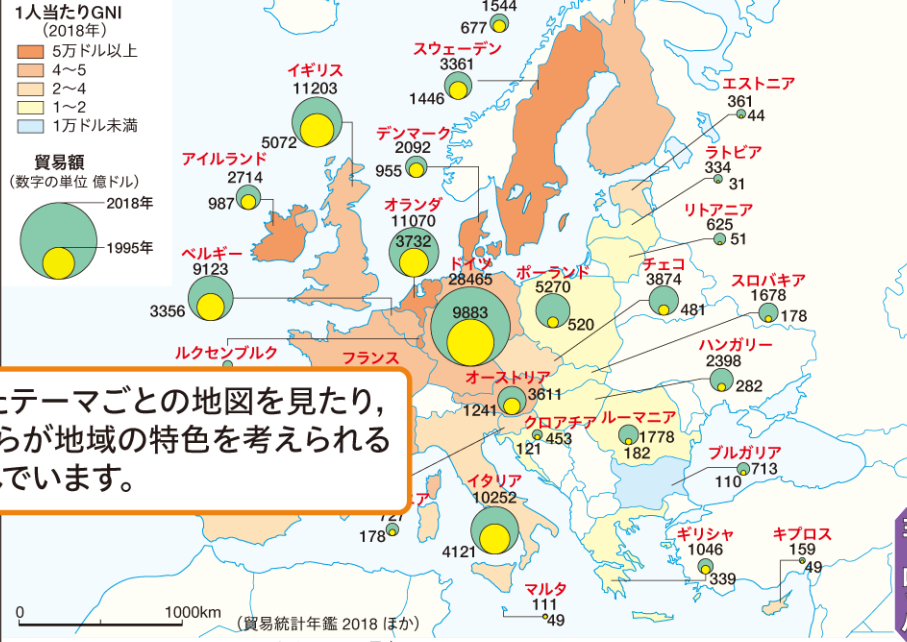 1人当たりGNI
(2018年)
5万ドル以上
4〜5
2〜4
1〜2
1万ドル未満
貿易額
(数字の単位 億ドル)
2018年
1995年
1544
677
スウェーデン
3361
1446
イギリス
11203
5072
デンマーク
2092
955
アイルランド
2714
987
オランダ
11070
3732
ベルギー
9123
3356
ドイツ
28465
9883
ポーランド
5270
520
エストニア
361
44
ラトビア
334
31
リトアニア
625
51
チェコ
3874
481
スロバキア
1678
178
ハンガリー
2398
282
ルクセンブルク
フランス
オーストリア
3611
1241
クロアチア
453
121
ルーマニア
1778
182
ブルガリア
713
110
テーマごとの地図を見たり,
らが地域の特色を考えられる
でいます。
ニア
727
178
イタリア
10252
4121
ギリシャ
1046
339
キプロス
159
49
マルタ
111
49
0
1000km
(貿易統計年鑑 2018 ほか)